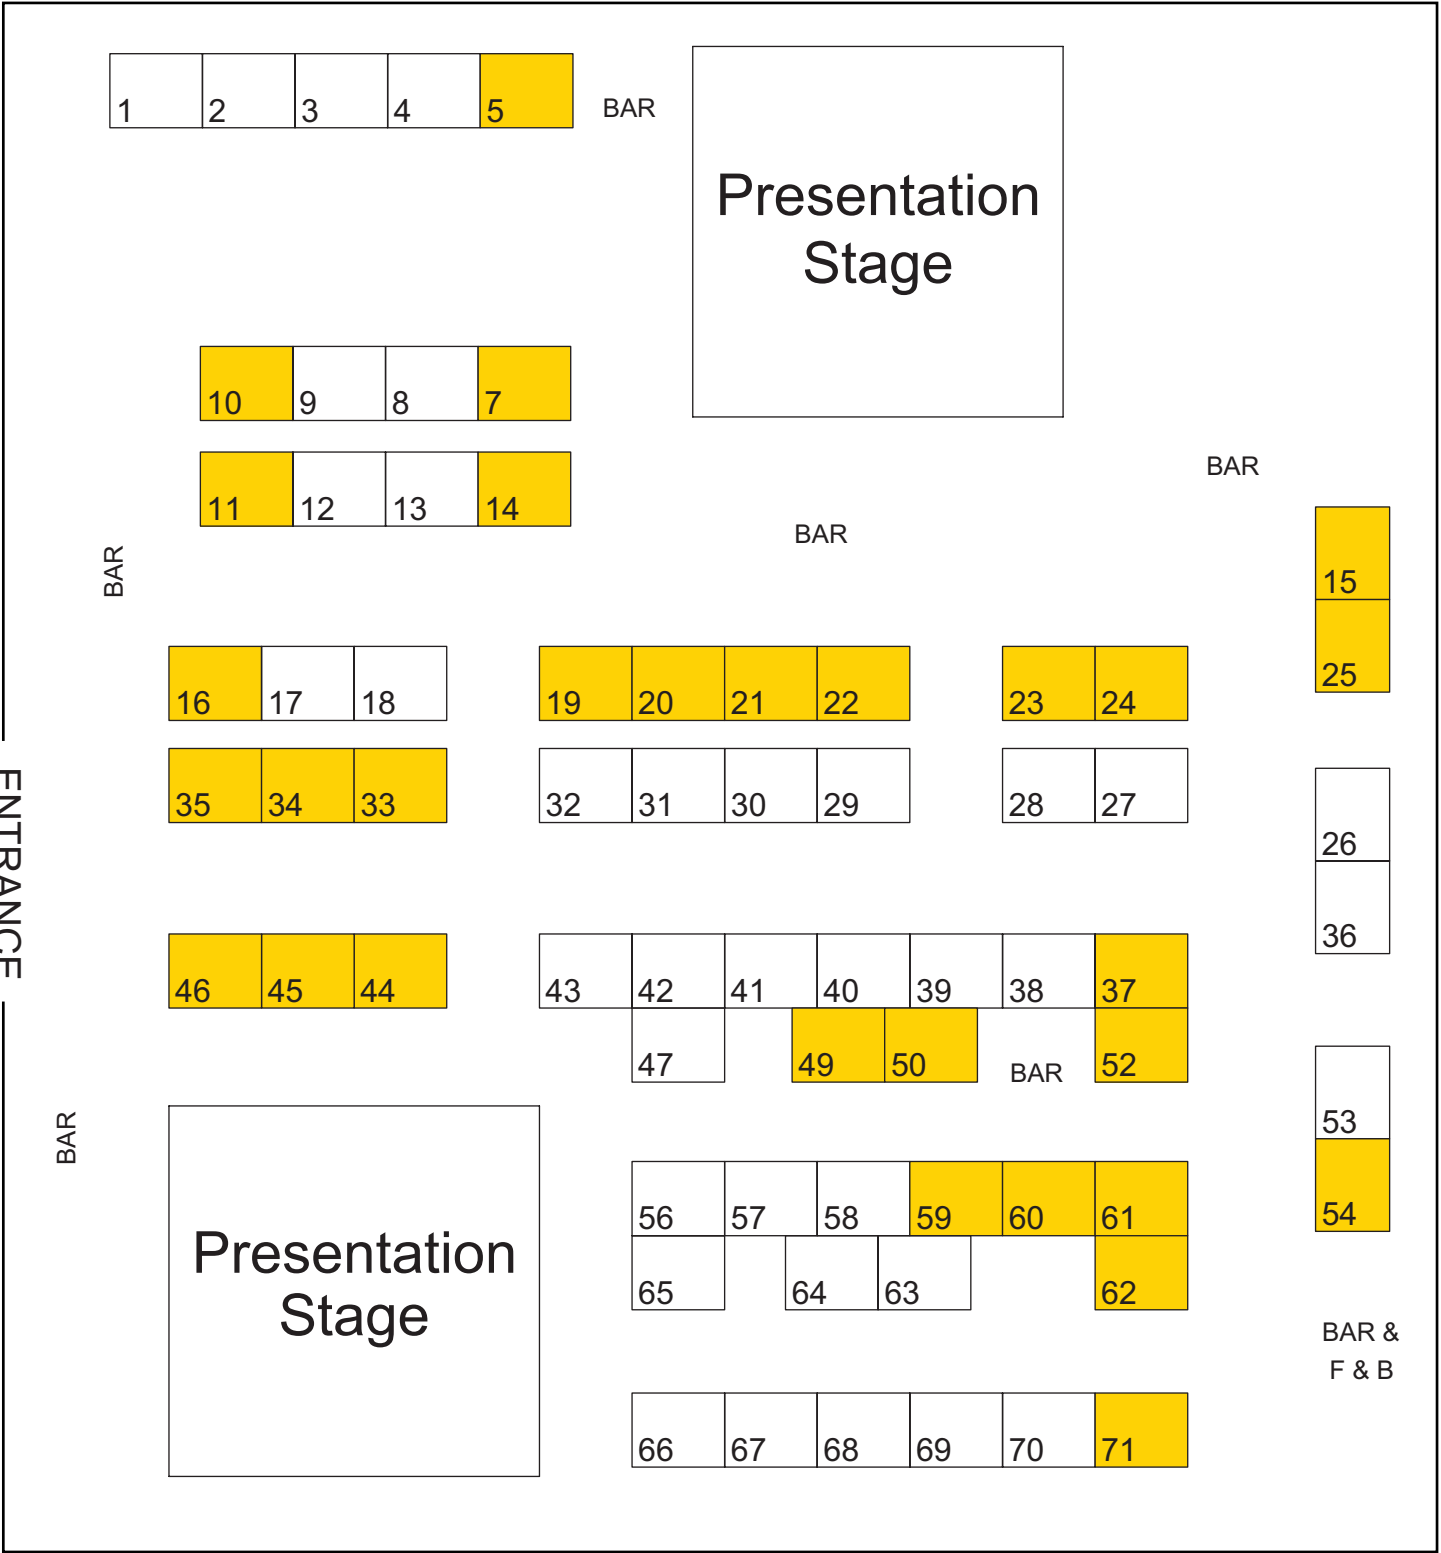 1 2 3 4 5 BAR
Presentation
Stage
10 9 8 7
11 12 13 14
BAR
BAR
BAR
15
25
16 17 18 19 20 21 22 23 24
35 34 33 32 31 30 29 28 27
26
36
ENTRANCE
46 45 44 43 42 41 40 39 38 37
47 49 50 BAR 52
53
54
BAR
Presentation
Stage
56 57 58 59 60 61
65 64 63 62
BAR &
F & B
66 67 68 69 70 71